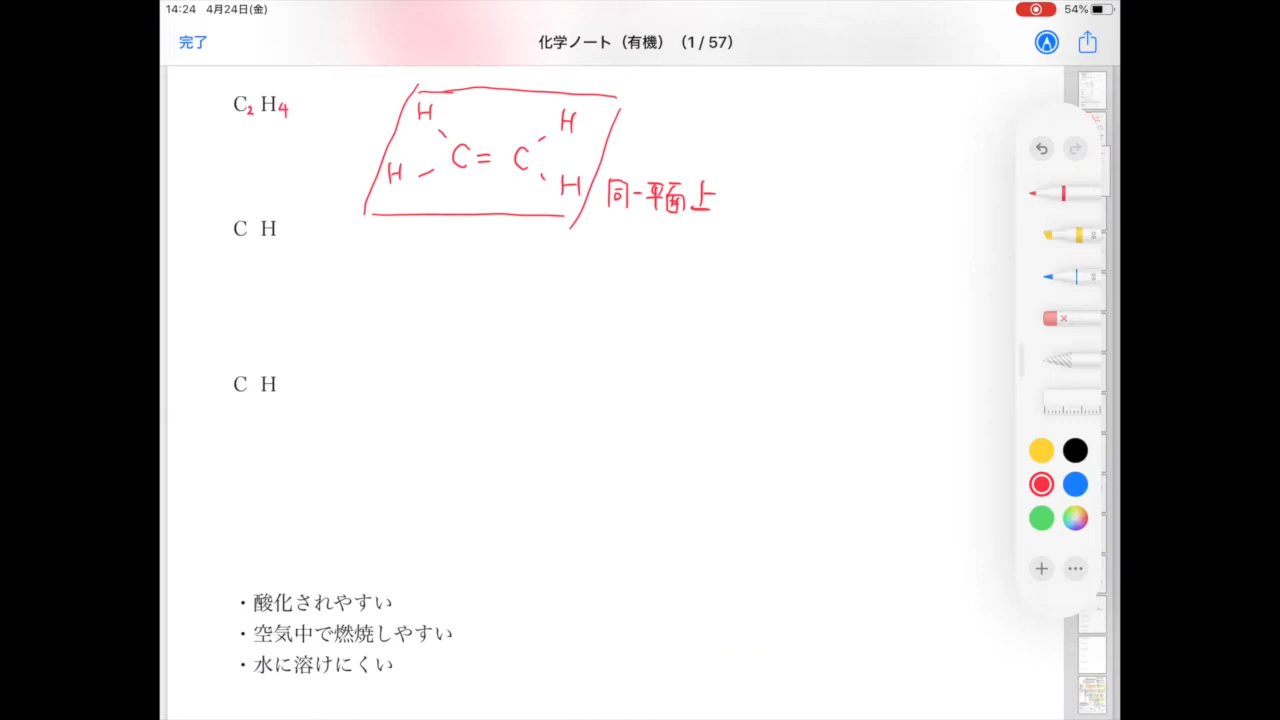 14:24 4月24日(金) 54%
完了 化学ノート（有機）（1 / 57）
C₂ H₄
H H
C = C
H H
同一平面上
C H
C H
・酸化されやすい
・空気中で燃焼しやすい
・水に溶けにくい